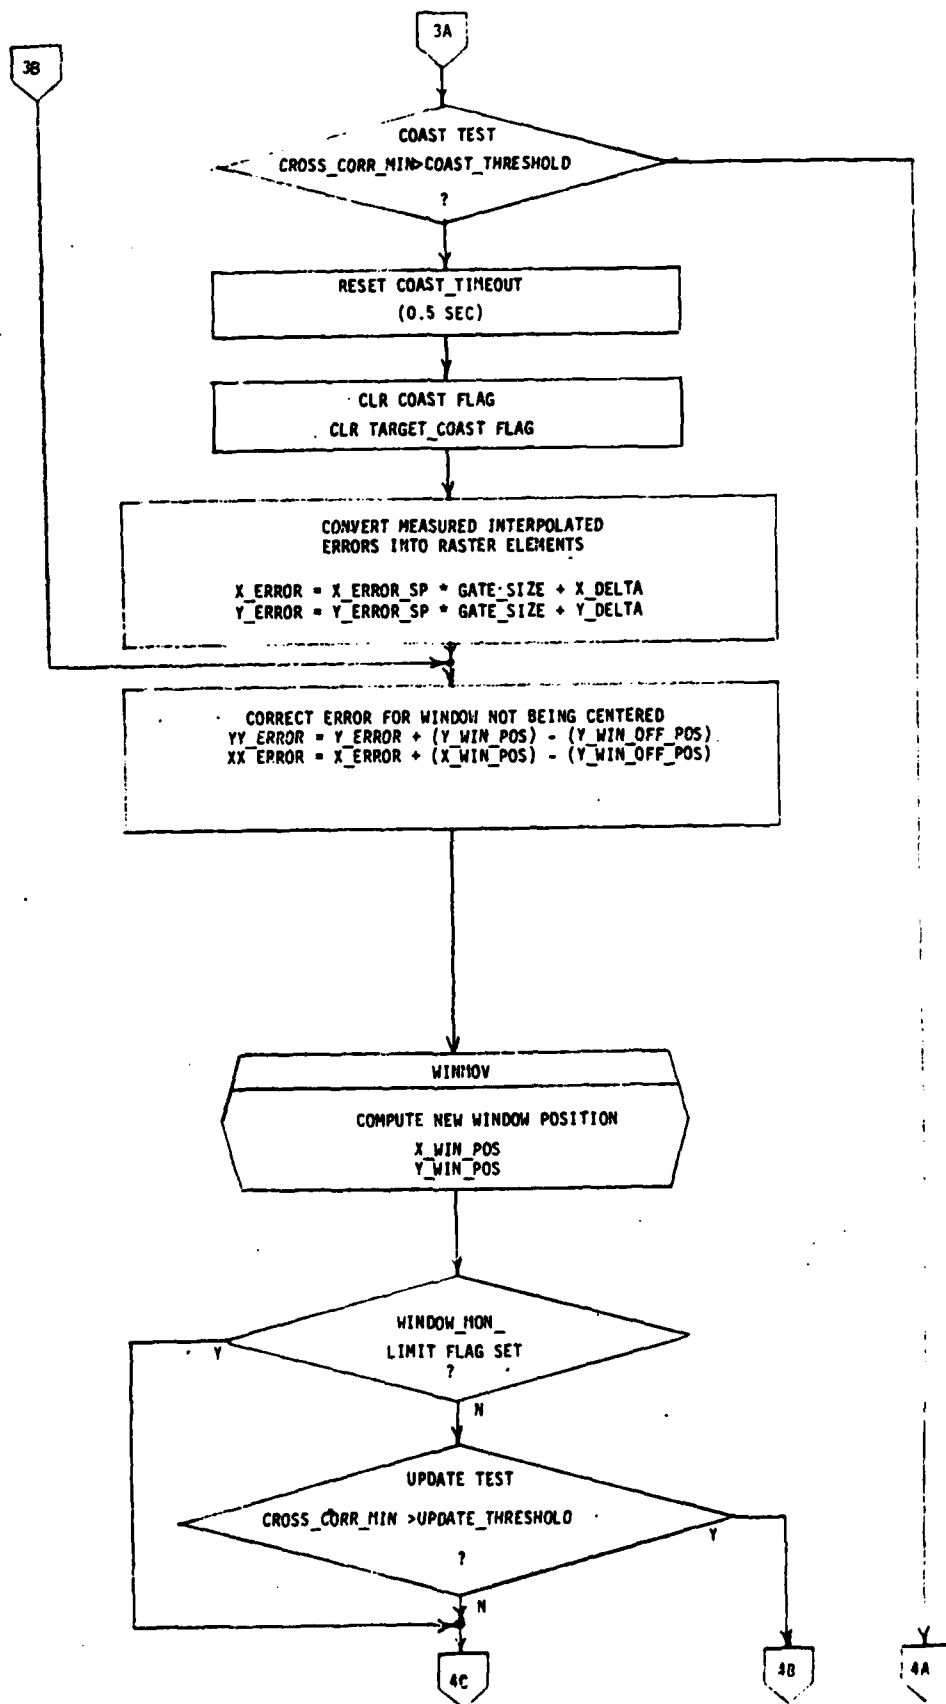 3A
3B
COAST TEST
CROSS_CORR_MIN>COAST_THRESHOLD
?
RESET COAST_TIMEOUT
(0.5 SEC)
CLR COAST FLAG
CLR TARGET_COAST FLAG
CONVERT MEASURED INTERPOLATED
ERRORS INTO RASTER ELEMENTS
X_ERROR = X_ERROR_SP * GATE_SIZE + X_DELTA
Y_ERROR = Y_ERROR_SP * GATE_SIZE + Y_DELTA
CORRECT ERROR FOR WINDOW NOT BEING CENTERED
YY_ERROR = Y_ERROR + (Y_WIN_POS) - (Y_WIN_OFF_POS)
XX_ERROR = X_ERROR + (X_WIN_POS) - (Y_WIN_OFF_POS)
WINMOV
COMPUTE NEW WINDOW POSITION
X_WIN_POS
Y_WIN_POS
WINDOW_MON_
LIMIT FLAG SET
?
Y
N
UPDATE TEST
CROSS_CORR_MIN >UPDATE_THRESHOLD
?
Y
N
4C
4B
4A